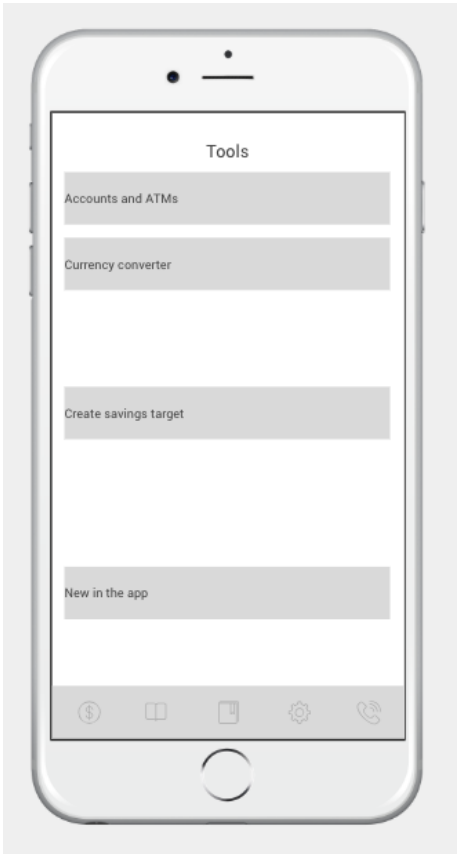 Tools
Accounts and ATMs
Currency converter
Create savings target
New in the app
$